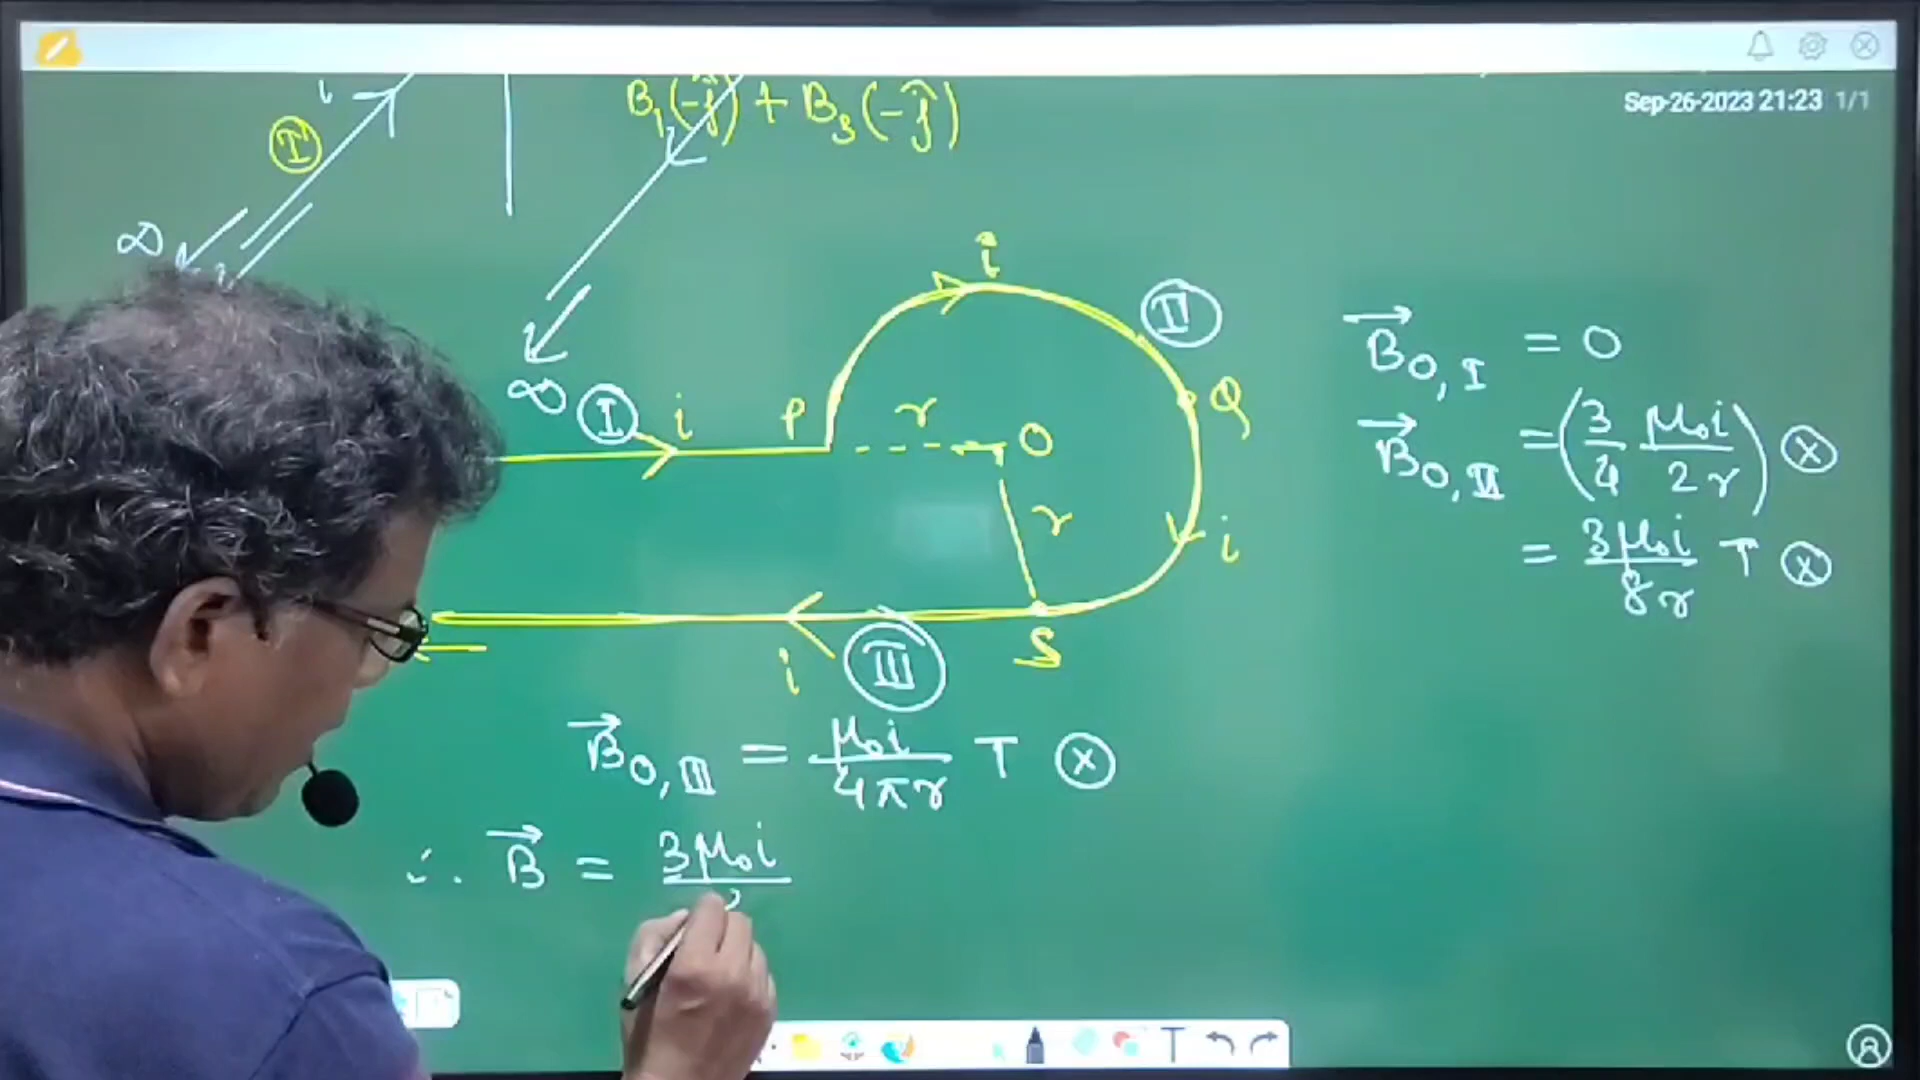 Sep-26-2023 21:23 1/1
i
B₁(-ĵ) + B₃(-ĵ)
I
∞
i
II
∞
I
i
P
r
O
Q
r
i
S
i
III
B⃗_{O, I} = 0
B⃗_{O, II} = (3/4 μ₀i/2r) ⊗
= 3μ₀i/8r T ⊗
B⃗_{O, III} = μ₀i/4πr T ⊗
∴ B⃗ = 3μ₀i
T